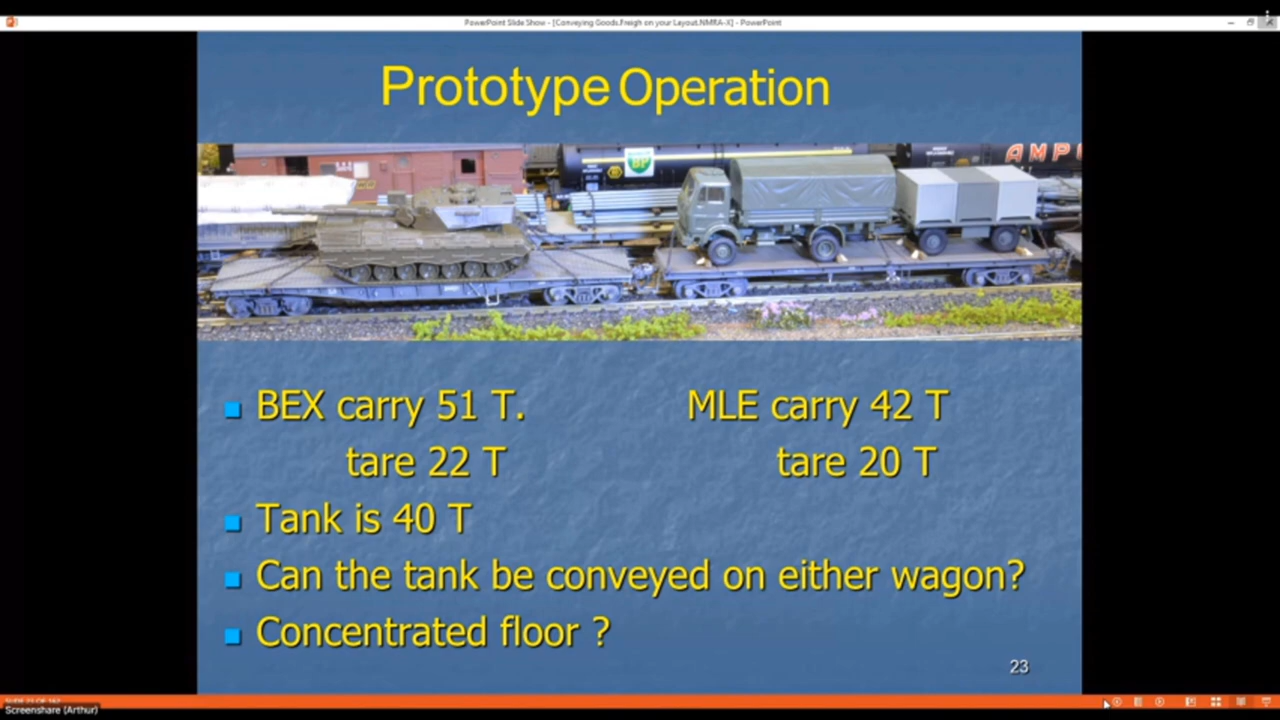 PowerPoint Slide Show - [Conveying Goods.Freigh on your Layout.NMRA-X] - PowerPoint
Prototype Operation
BP
AMP
BEX carry 51 T. MLE carry 42 T
tare 22 T tare 20 T
Tank is 40 T
Can the tank be conveyed on either wagon?
Concentrated floor ?
23
Screenshare (Arthur)